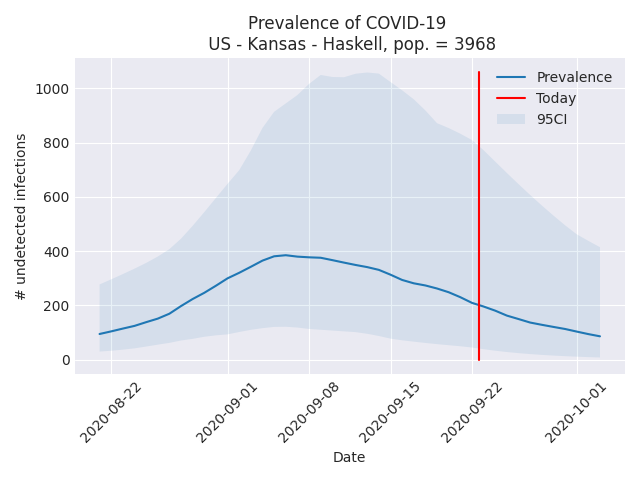 Prevalence of COVID-19
US - Kansas - Haskell, pop. = 3968
Prevalence
Today
95CI
# undetected infections
1000
800
600
400
200
0
2020-08-22
2020-09-01
2020-09-08
2020-09-15
2020-09-22
2020-10-01
Date